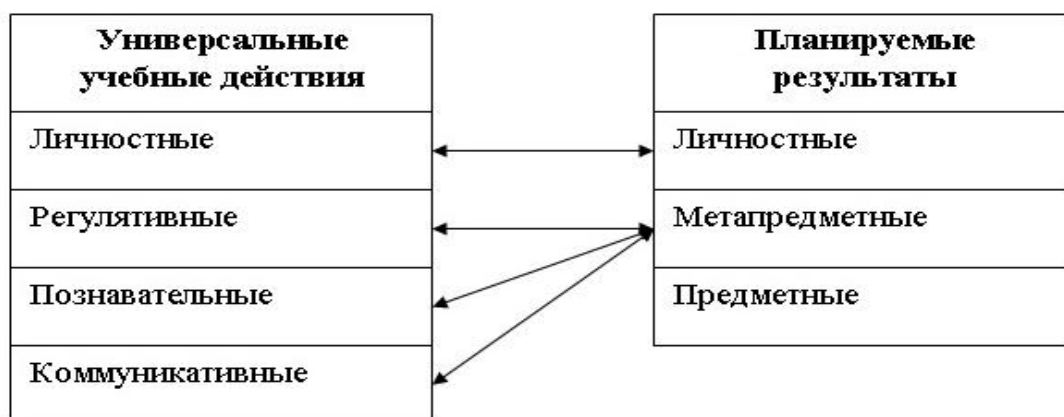 Универсальные
учебные действия
Личностные
Регулятивные
Познавательные
Коммуникативные
Планируемые
результаты
Личностные
Метапредметные
Предметные